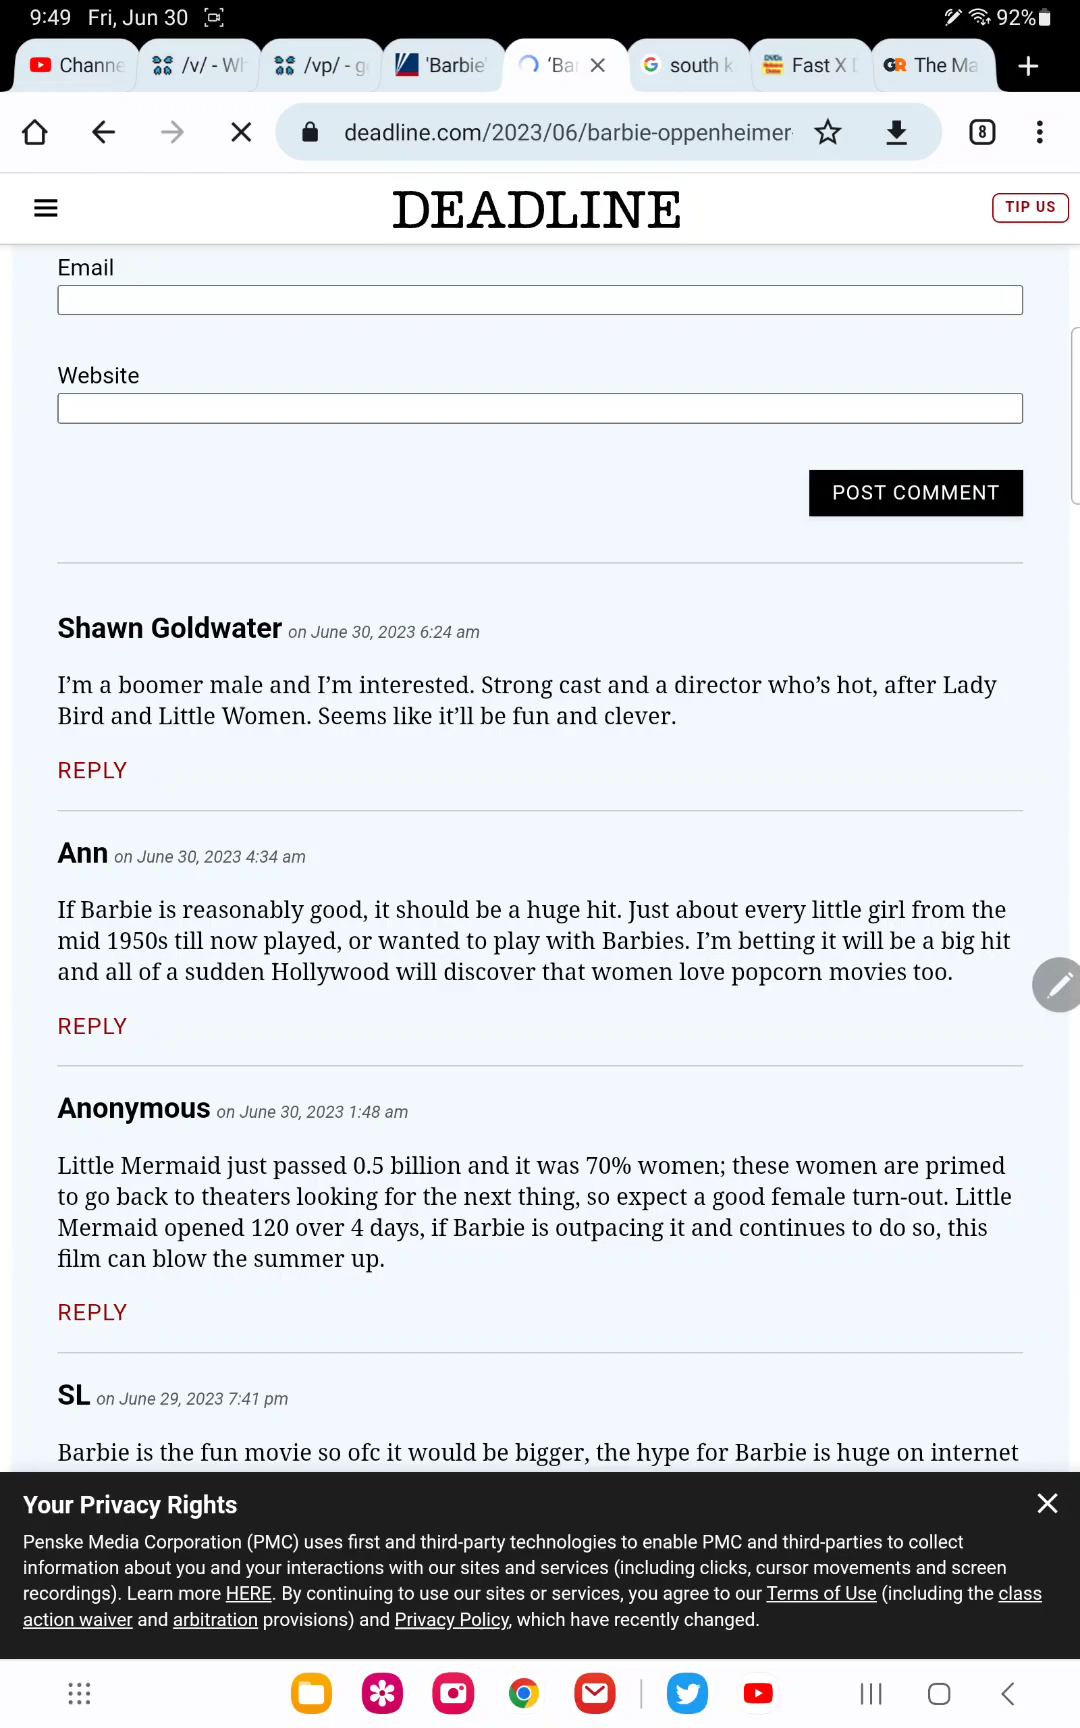 9:49 Fri, Jun 30 92%
Channe /v/ - Wh /vp/ - g 'Barbie' 'Bar south k Fast X D GR The Ma
deadline.com/2023/06/barbie-oppenheimer- 8
DEADLINE
TIP US
Email
Website
POST COMMENT
Shawn Goldwater on June 30, 2023 6:24 am
I’m a boomer male and I’m interested. Strong cast and a director who’s hot, after Lady
Bird and Little Women. Seems like it’ll be fun and clever.
REPLY
Ann on June 30, 2023 4:34 am
If Barbie is reasonably good, it should be a huge hit. Just about every little girl from the
mid 1950s till now played, or wanted to play with Barbies. I’m betting it will be a big hit
and all of a sudden Hollywood will discover that women love popcorn movies too.
REPLY
Anonymous on June 30, 2023 1:48 am
Little Mermaid just passed 0.5 billion and it was 70% women; these women are primed
to go back to theaters looking for the next thing, so expect a good female turn-out. Little
Mermaid opened 120 over 4 days, if Barbie is outpacing it and continues to do so, this
film can blow the summer up.
REPLY
SL on June 29, 2023 7:41 pm
Barbie is the fun movie so ofc it would be bigger, the hype for Barbie is huge on internet
Your Privacy Rights
Penske Media Corporation (PMC) uses first and third-party technologies to enable PMC and third-parties to collect
information about you and your interactions with our sites and services (including clicks, cursor movements and screen
recordings). Learn more HERE. By continuing to use our sites or services, you agree to our Terms of Use (including the class
action waiver and arbitration provisions) and Privacy Policy, which have recently changed.